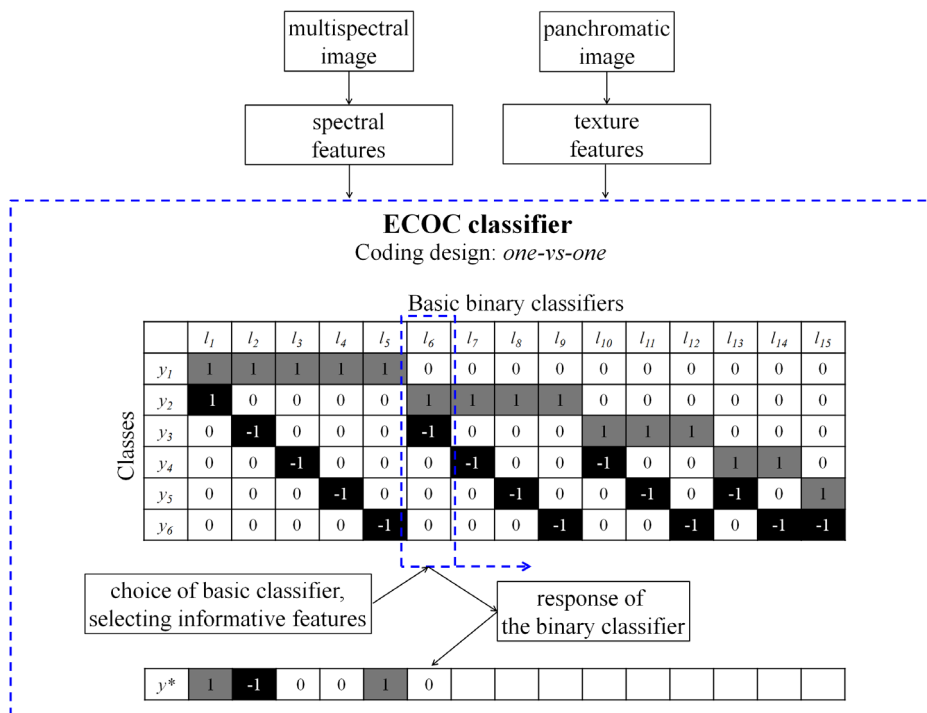 multispectral
image
panchromatic
image
spectral
features
texture
features
ECOC classifier
Coding design: one-vs-one
Basic binary classifiers
Classes
l1 l2 l3 l4 l5 l6 l7 l8 l9 l10 l11 l12 l13 l14 l15
y1 1 1 1 1 1 0 0 0 0 0 0 0 0 0 0
y2 1 0 0 0 0 1 1 1 1 0 0 0 0 0 0
y3 0 -1 0 0 0 -1 0 0 0 1 1 1 0 0 0
y4 0 0 -1 0 0 0 -1 0 0 -1 0 0 1 1 0
y5 0 0 0 -1 0 0 0 -1 0 0 -1 0 -1 0 1
y6 0 0 0 0 -1 0 0 0 -1 0 0 -1 0 -1 -1
choice of basic classifier,
selecting informative features
response of
the binary classifier
y* 1 -1 0 0 1 0